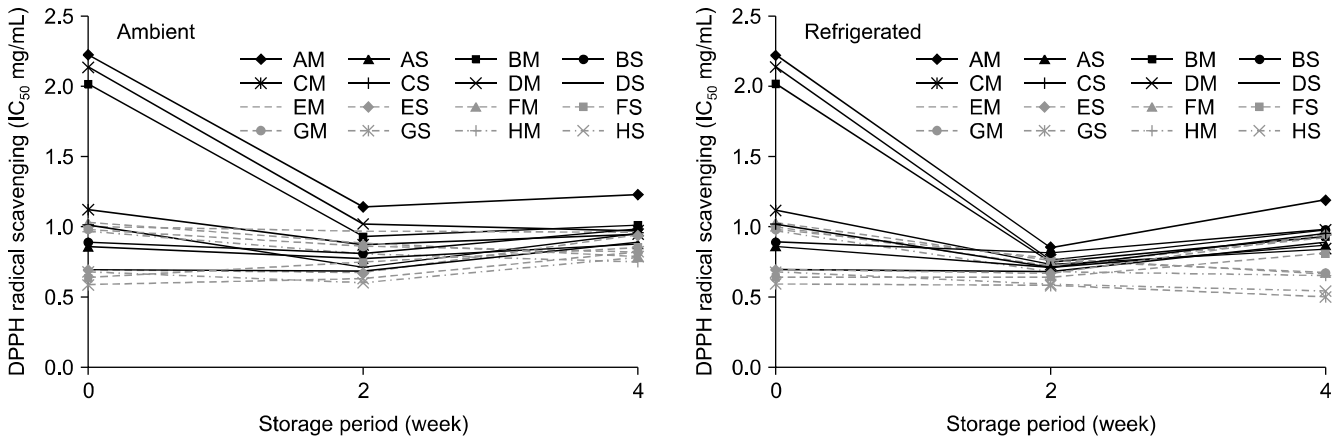 DPPH radical scavenging (IC50 mg/mL)
2.5
2.0
1.5
1.0
0.5
0.0
Ambient
AM AS BM BS
CM CS DM DS
EM ES FM FS
GM GS HM HS
0 2 4
Storage period (week)
DPPH radical scavenging (IC50 mg/mL)
2.5
2.0
1.5
1.0
0.5
0.0
Refrigerated
AM AS BM BS
CM CS DM DS
EM ES FM FS
GM GS HM HS
0 2 4
Storage period (week)